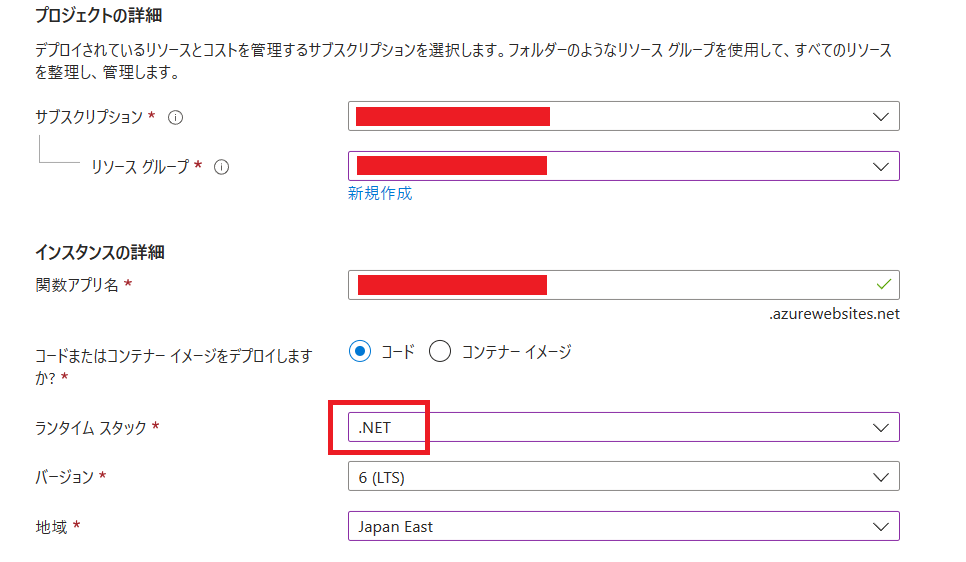 プロジェクトの詳細
デプロイされているリソースとコストを管理するサブスクリプションを選択します。フォルダーのようなリソース グループを使用して、すべてのリソース
を整理し、管理します。
サブスクリプション *
リソース グループ *
新規作成
インスタンスの詳細
関数アプリ名 *
.azurewebsites.net
コードまたはコンテナー イメージをデプロイします
か? *
コード コンテナー イメージ
ランタイム スタック *
.NET
バージョン *
6 (LTS)
地域 *
Japan East